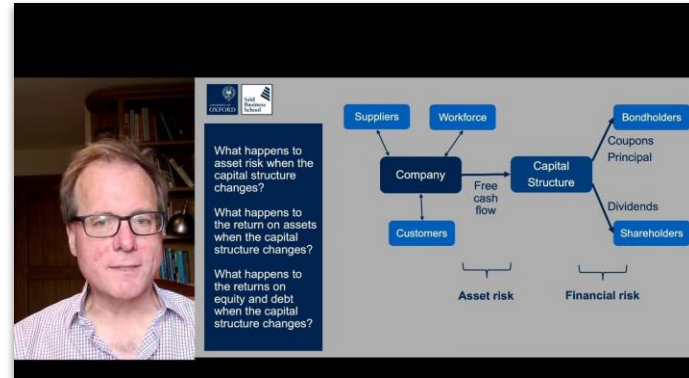 UNIVERSITY OF
OXFORD
Saïd
Business
School
What happens to
asset risk when the
capital structure
changes?
What happens to
the return on assets
when the capital
structure changes?
What happens to
the returns on
equity and debt
when the capital
structure changes?
Suppliers
Workforce
Bondholders
Coupons
Principal
Company
Free
cash
flow
Capital
Structure
Dividends
Customers
Shareholders
Asset risk
Financial risk